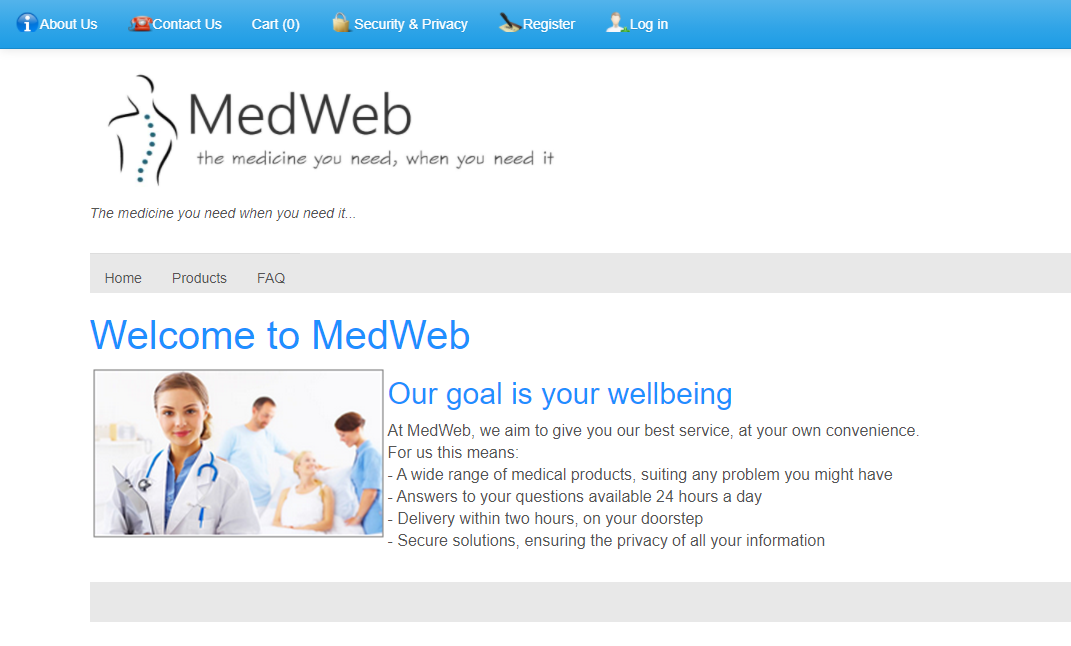 About Us Contact Us Cart (0) Security & Privacy Register Log in
MedWeb
the medicine you need, when you need it
The medicine you need when you need it...
Home Products FAQ
Welcome to MedWeb
Our goal is your wellbeing
At MedWeb, we aim to give you our best service, at your own convenience.
For us this means:
- A wide range of medical products, suiting any problem you might have
- Answers to your questions available 24 hours a day
- Delivery within two hours, on your doorstep
- Secure solutions, ensuring the privacy of all your information